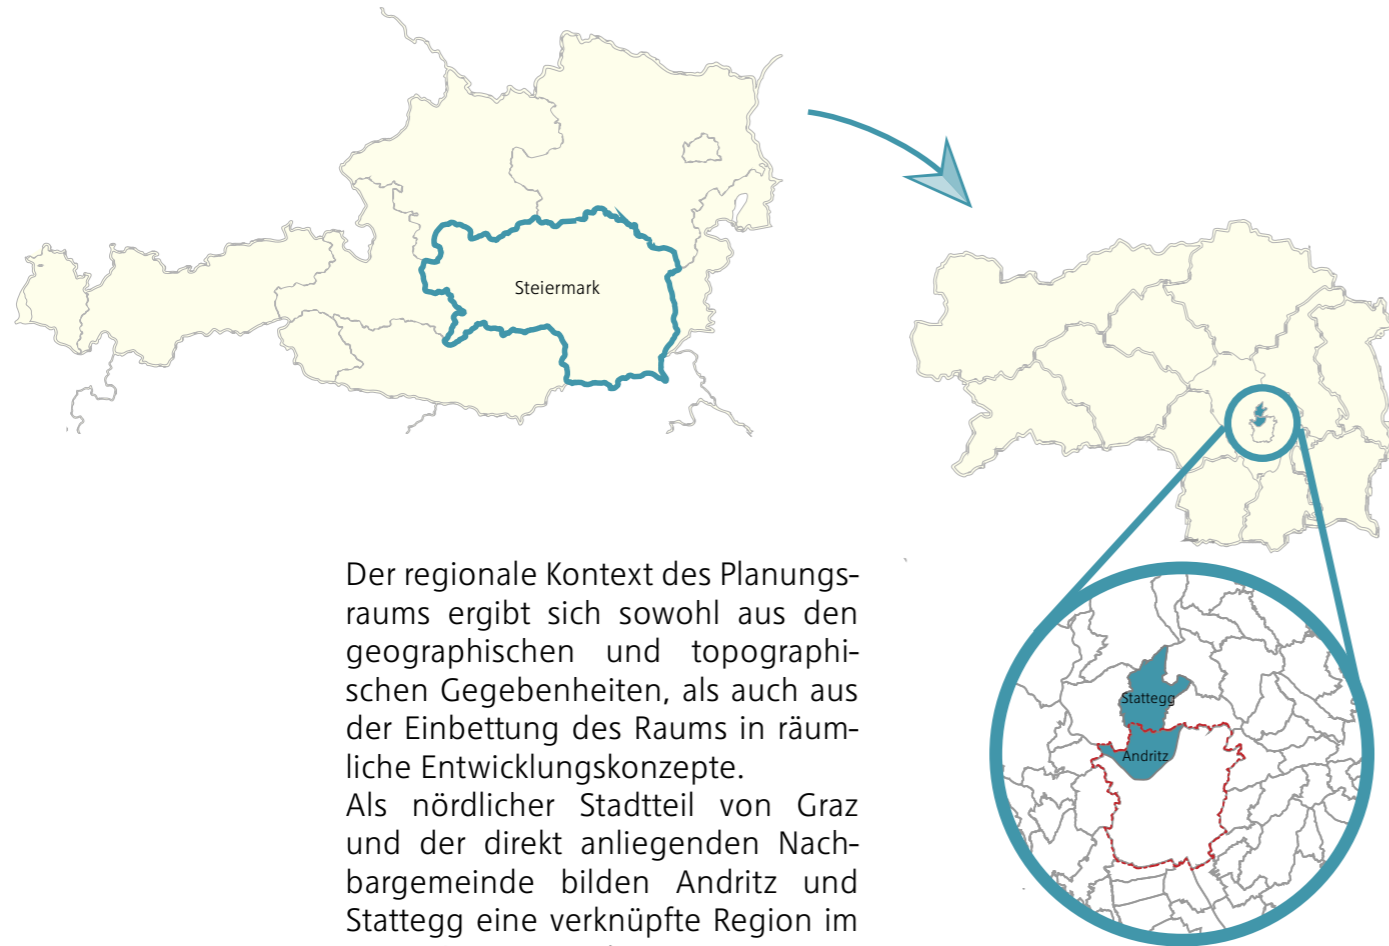 Steiermark
Der regionale Kontext des Planungs-
raums ergibt sich sowohl aus den
geographischen und topographi-
schen Gegebenheiten, als auch aus
der Einbettung des Raums in räum-
liche Entwicklungskonzepte.
Als nördlicher Stadtteil von Graz
und der direkt anliegenden Nach-
bargemeinde bilden Andritz und
Stattegg eine verknüpfte Region im
Stattegg
Andritz